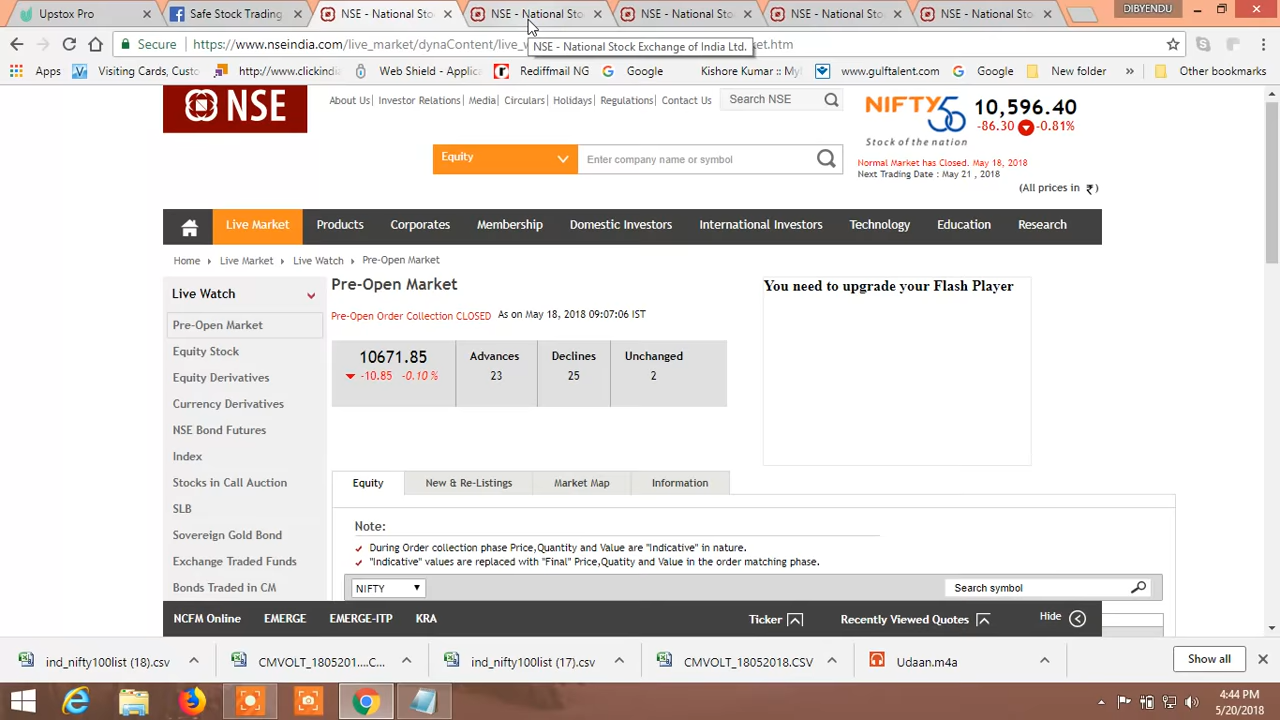 Upstox Pro
Safe Stock Trading
NSE - National Sto
NSE - National Sto
NSE - National Sto
NSE - National Sto
NSE - National Sto
DIBYENDU
Secure
https://www.nseindia.com/live_market/dynaContent/live_w
ket.htm
NSE - National Stock Exchange of India Ltd.
Apps
Visiting Cards, Cust
http://www.clickindi
Web Shield - Applica
Rediffmail NG
Google
Kishore Kumar :: My
www.gulftalent.com
Google
New folder
»
Other bookmarks
NSE
About Us| Investor Relations| Media| Circulars| Holidays| Regulations| Contact Us
Search NSE
NIFTY50
Stock of the nation
10,596.40
-86.30 -0.81%
Equity
Enter company name or symbol
Normal Market has Closed. May 18, 2018
Next Trading Date : May 21 , 2018
(All prices in ₹)
Live Market
Products
Corporates
Membership
Domestic Investors
International Investors
Technology
Education
Research
Home
Live Market
Live Watch
Pre-Open Market
Live Watch
Pre-Open Market
Equity Stock
Equity Derivatives
Currency Derivatives
NSE Bond Futures
Index
Stocks in Call Auction
SLB
Sovereign Gold Bond
Exchange Traded Funds
Bonds Traded in CM
Pre-Open Market
Pre-Open Order Collection CLOSED As on May 18, 2018 09:07:06 IST
You need to upgrade your Flash Player
10671.85
-10.85 -0.10 %
Advances
23
Declines
25
Unchanged
2
Equity
New & Re-Listings
Market Map
Information
Note:
During Order collection phase Price,Quantity and Value are "Indicative" in nature.
"Indicative" values are replaced with "Final" Price,Quatity and Value in the order matching phase.
NIFTY
Search symbol
NCFM Online
EMERGE
EMERGE-ITP
KRA
Ticker
Recently Viewed Quotes
Hide
ind_nifty100list (18).csv
CMVOLT_1805201....C...
ind_nifty100list (17).csv
CMVOLT_18052018.CSV
Udaan.m4a
Show all
4:44 PM
5/20/2018